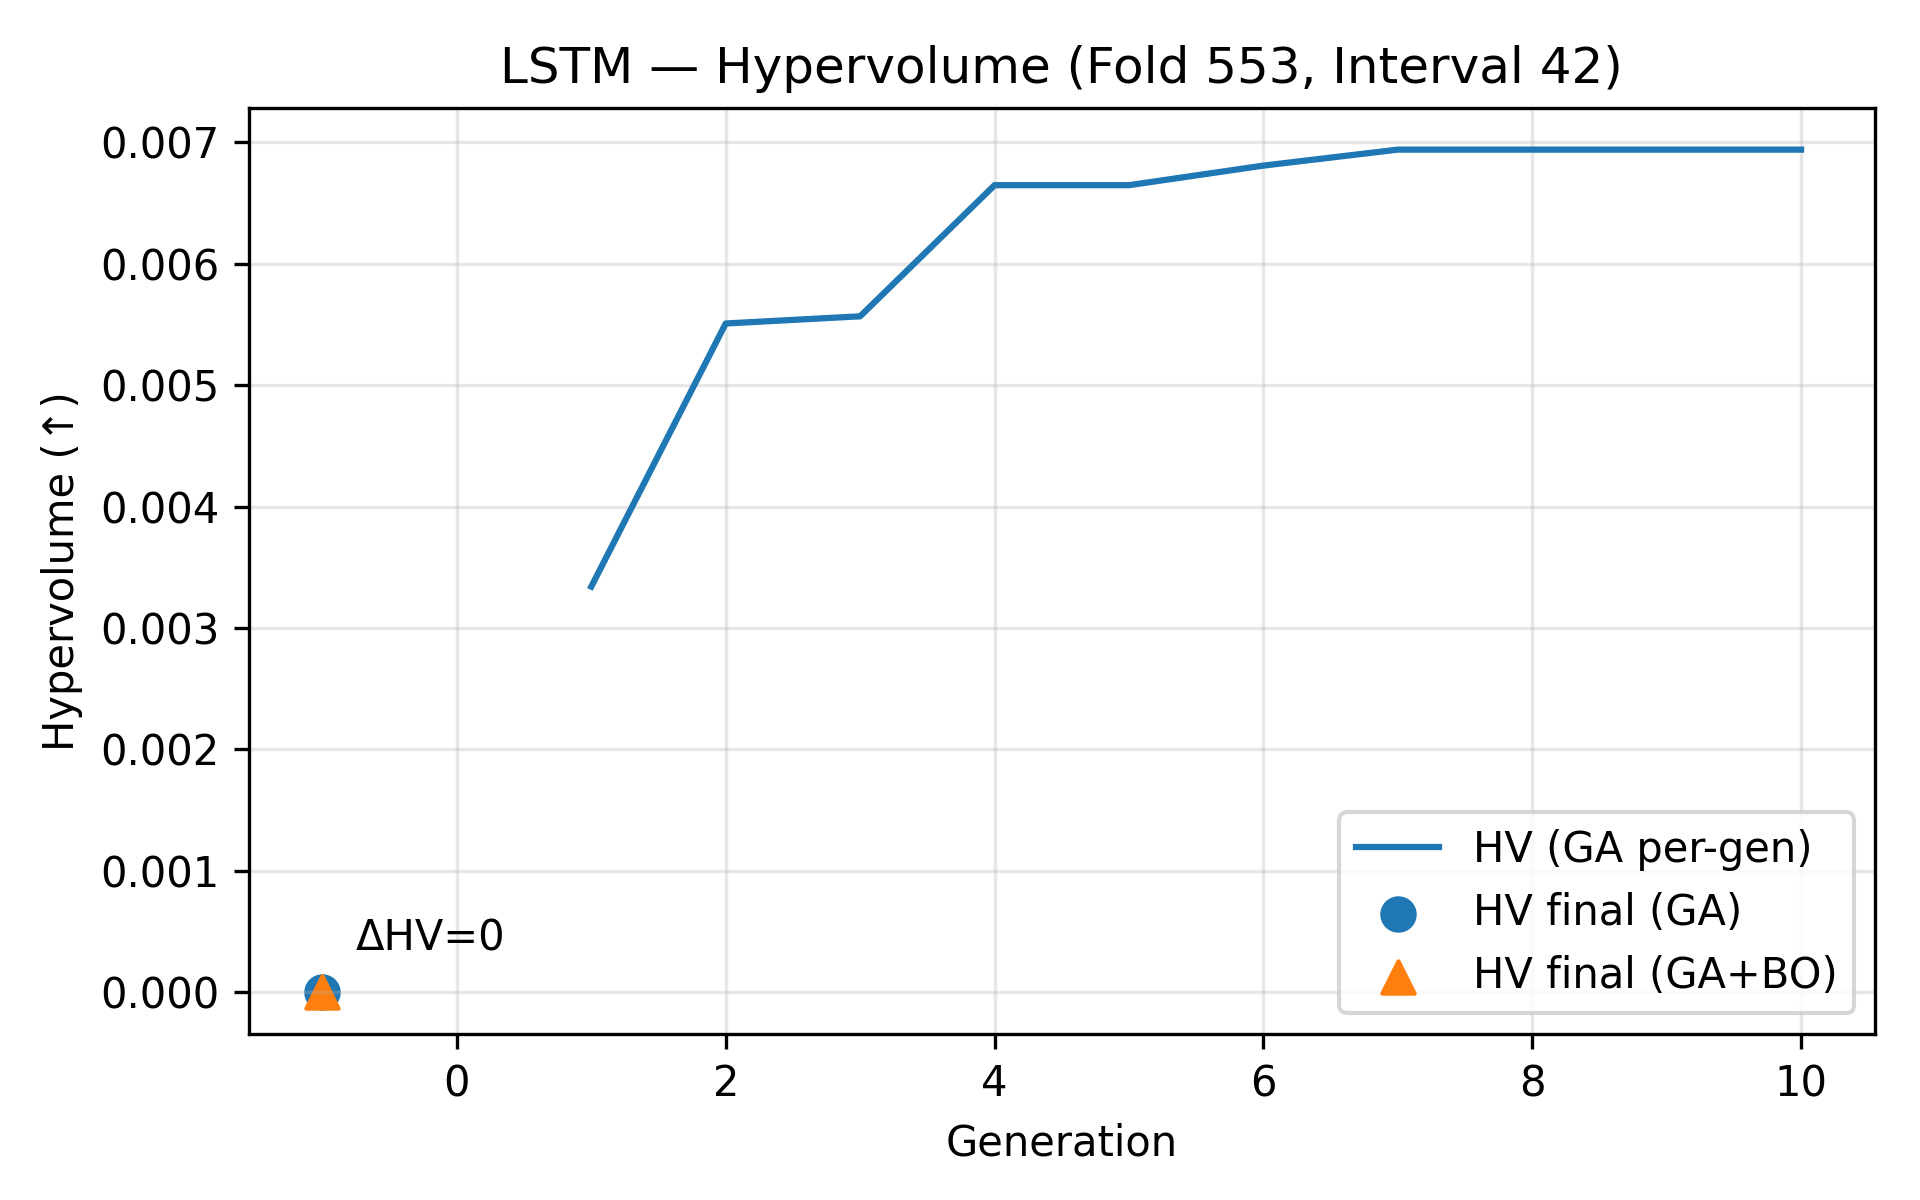 LSTM — Hypervolume (Fold 553, Interval 42)
Hypervolume (↑)
0.007
0.006
0.005
0.004
0.003
0.002
0.001
0.000
ΔHV=0
HV (GA per-gen)
HV final (GA)
HV final (GA+BO)
0 2 4 6 8 10
Generation